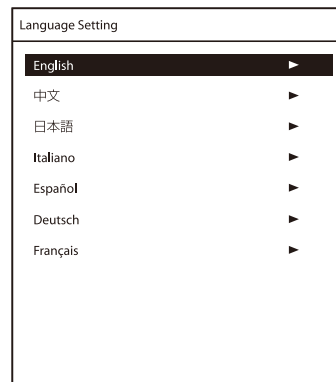 Language Setting
English
中文
日本語
Italiano
Español
Deutsch
Français